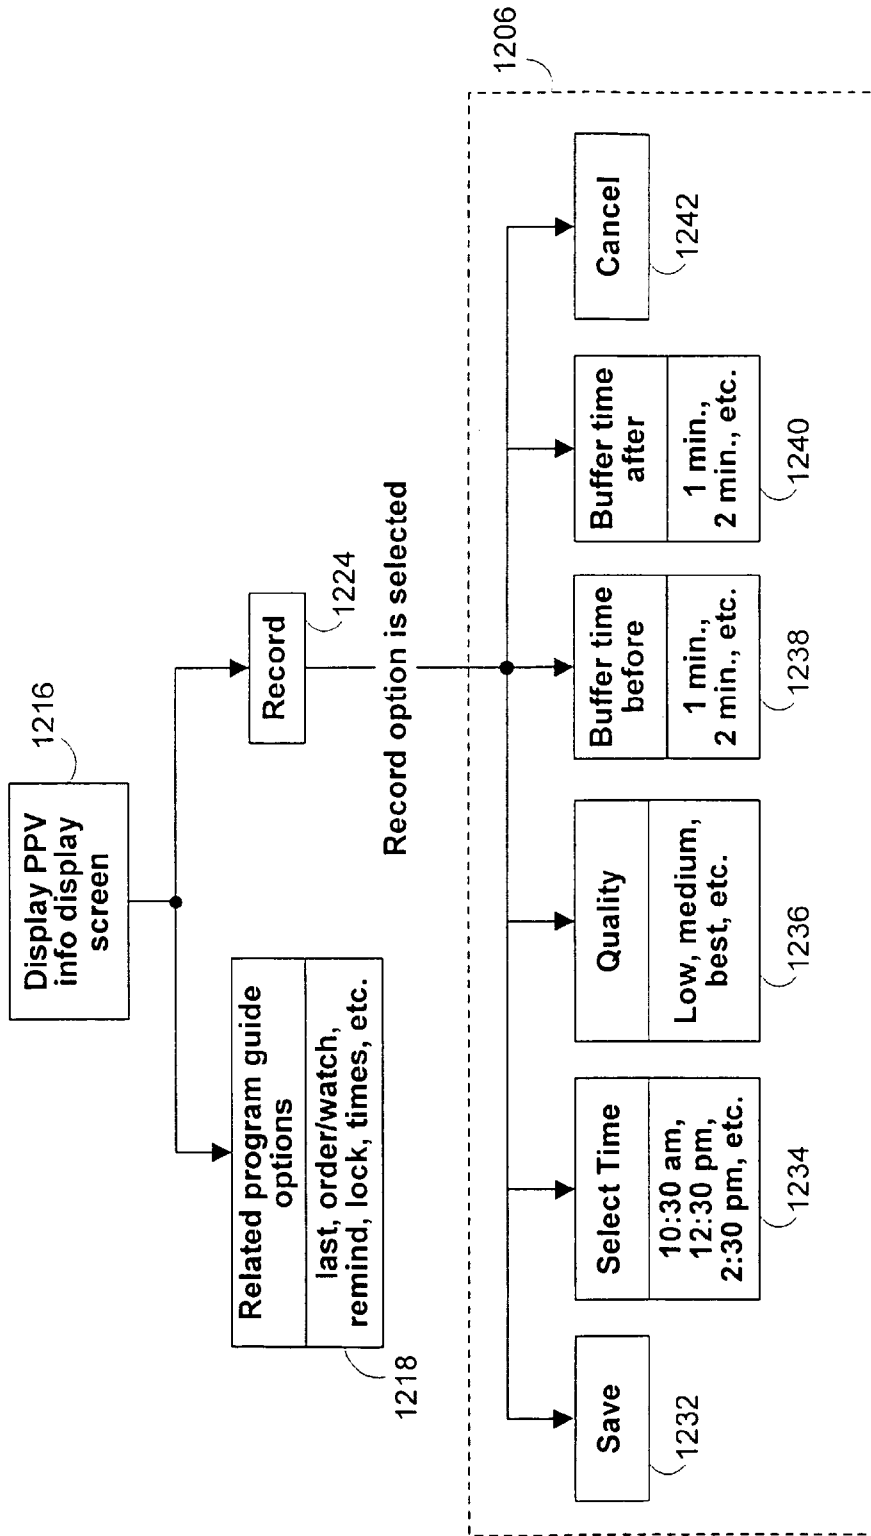 Display PPV
info display
screen
1216
Related program guide
options
last, order/watch,
remind, lock, times, etc.
1218
Record
1224
Record option is selected
1206
Save
1232
Select Time
10:30 am,
12:30 pm,
2:30 pm, etc.
1234
Quality
Low, medium,
best, etc.
1236
Buffer time
before
1 min.,
2 min., etc.
1238
Buffer time
after
1 min.,
2 min., etc.
1240
Cancel
1242